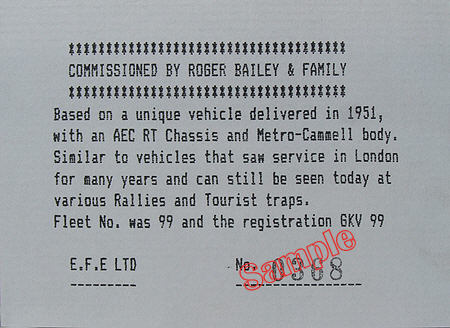 ***********************************
COMMISSIONED BY ROGER BAILEY & FAMILY
***********************************
Based on a unique vehicle delivered in 1951,
with an AEC RT Chassis and Metro-Cammell body.
Similar to vehicles that saw service in London
for many years and can still be seen today at
various Rallies and Tourist traps.
Fleet No. was 99 and the registration GKV 99
Sample
E.F.E LTD No. 0368
--------- ---------------